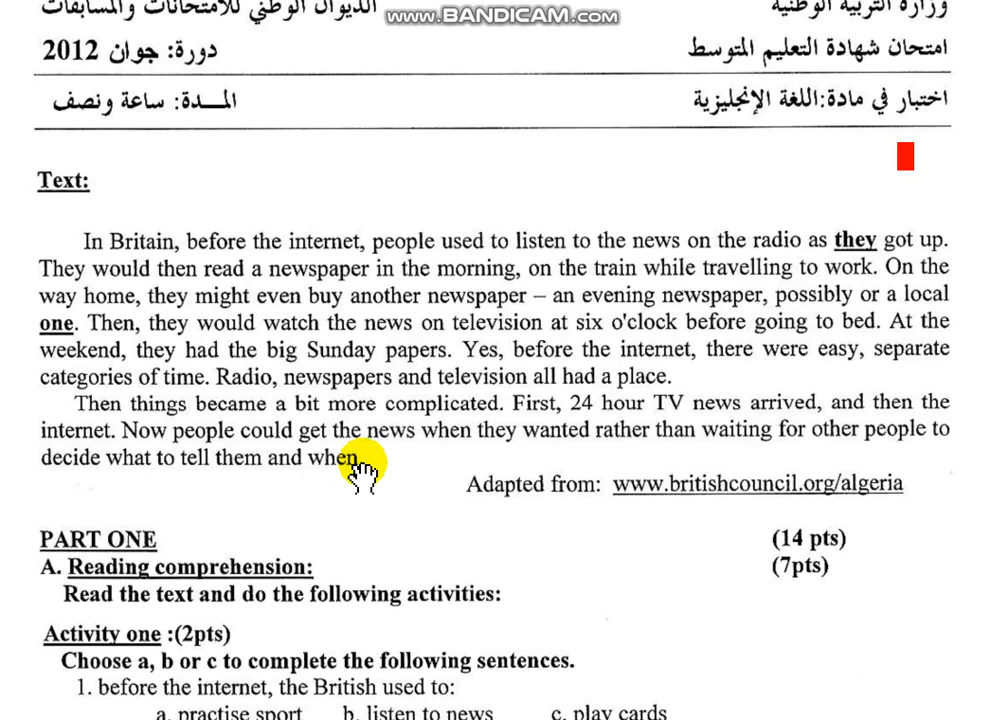 الديوان الوطني للامتحانات والمسابقات
www.BANDICAM.com
وزارة التربية الوطنية
امتحان شهادة التعليم المتوسط
دورة: جوان 2012
اختبار في مادة:اللغة الإنجليزية
المـــدة: ساعة ونصف
Text:
In Britain, before the internet, people used to listen to the news on the radio as they got up.
They would then read a newspaper in the morning, on the train while travelling to work. On the
way home, they might even buy another newspaper – an evening newspaper, possibly or a local
one. Then, they would watch the news on television at six o'clock before going to bed. At the
weekend, they had the big Sunday papers. Yes, before the internet, there were easy, separate
categories of time. Radio, newspapers and television all had a place.
Then things became a bit more complicated. First, 24 hour TV news arrived, and then the
internet. Now people could get the news when they wanted rather than waiting for other people to
decide what to tell them and when
Adapted from: www.britishcouncil.org/algeria
PART ONE (14 pts)
A. Reading comprehension: (7pts)
Read the text and do the following activities:
Activity one :(2pts)
Choose a, b or c to complete the following sentences.
1. before the internet, the British used to:
a. practise sport b. listen to news c. play cards